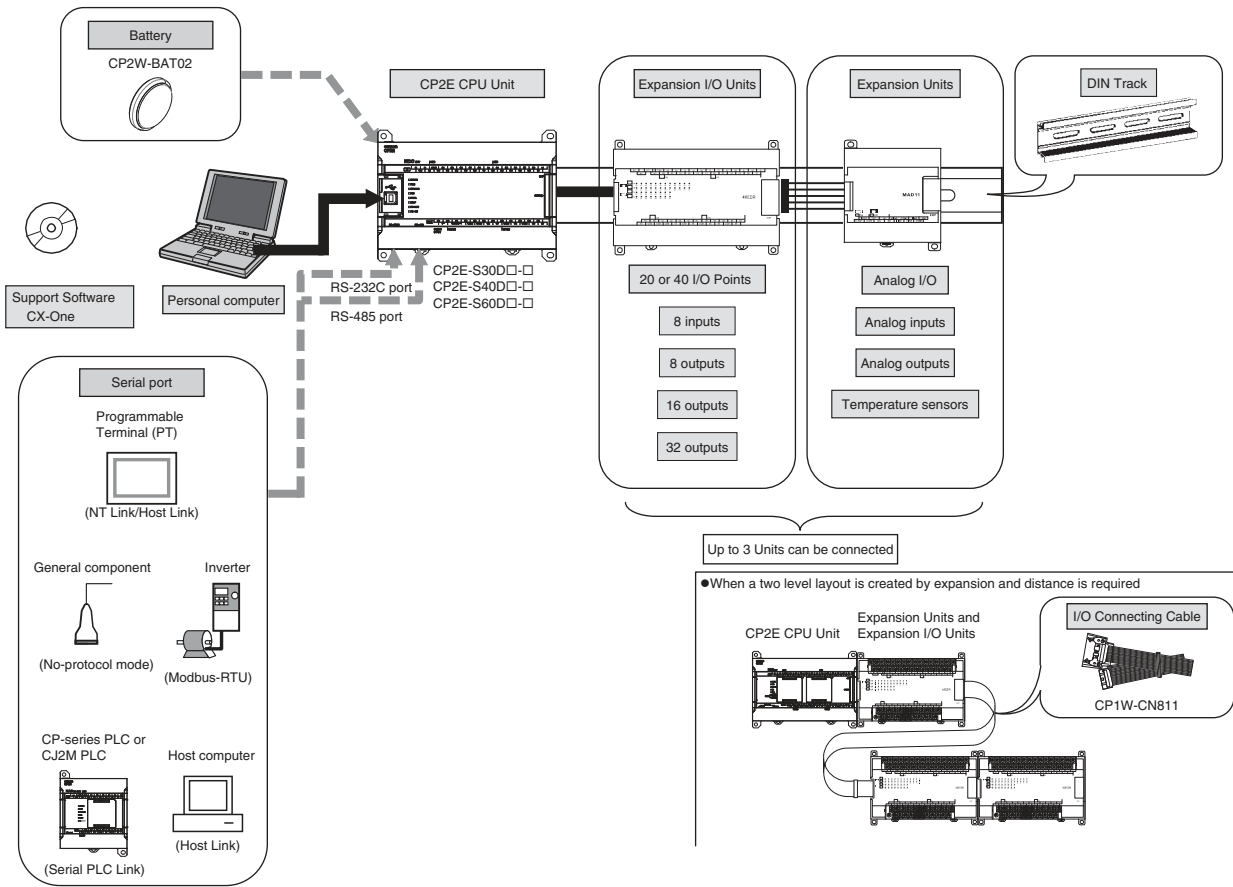 Battery
CP2W-BAT02
CP2E CPU Unit
Expansion I/O Units
Expansion Units
DIN Track
MAD11
Support Software
CX-One
Personal computer
RS-232C port
RS-485 port
CP2E-S30D□-□
CP2E-S40D□-□
CP2E-S60D□-□
20 or 40 I/O Points
8 inputs
8 outputs
16 outputs
32 outputs
Analog I/O
Analog inputs
Analog outputs
Temperature sensors
Serial port
Programmable
Terminal (PT)
(NT Link/Host Link)
General component
Inverter
(No-protocol mode)
(Modbus-RTU)
CP-series PLC or
CJ2M PLC
Host computer
(Serial PLC Link)
(Host Link)
Up to 3 Units can be connected
●When a two level layout is created by expansion and distance is required
CP2E CPU Unit
Expansion Units and
Expansion I/O Units
I/O Connecting Cable
CP1W-CN811